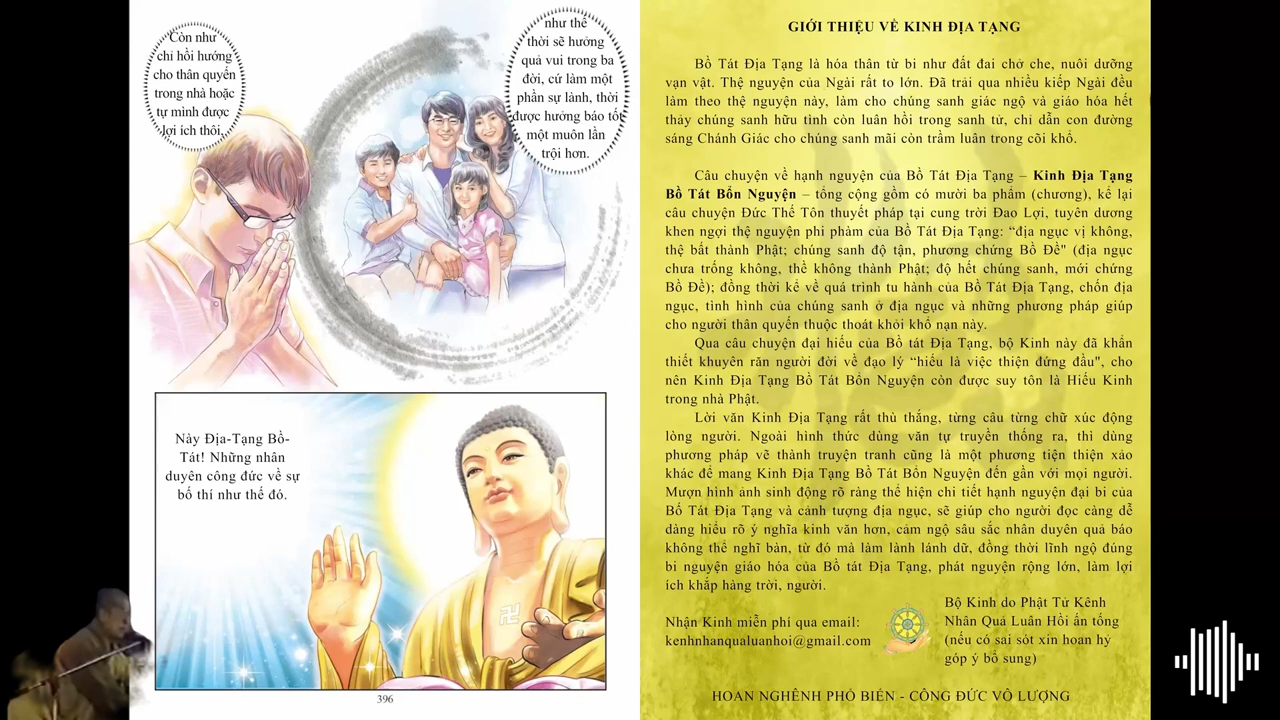 Còn như
chỉ hồi hướng
cho thân quyến
trong nhà hoặc
tự mình được
lợi ích thôi,
như thế
thời sẽ hưởng
quả vui trong ba
đời, cứ làm một
phần sự lành, thời
được hưởng báo tốt
một muôn lần
trội hơn.
Này Địa-Tạng Bồ-
Tát! Những nhân
duyên công đức về sự
bố thí như thế đó.
396
GIỚI THIỆU VỀ KINH ĐỊA TẠNG
Bồ Tát Địa Tạng là hóa thân từ bi như đất đai chở che, nuôi dưỡng
vạn vật. Thệ nguyện của Ngài rất to lớn. Đã trải qua nhiều kiếp Ngài đều
làm theo thệ nguyện này, làm cho chúng sanh giác ngộ và giáo hóa hết
thảy chúng sanh hữu tình còn luân hồi trong sanh tử, chỉ dẫn con đường
sáng Chánh Giác cho chúng sanh mãi còn trầm luân trong cõi khổ.
Câu chuyện về hạnh nguyện của Bồ Tát Địa Tạng – Kinh Địa Tạng
Bồ Tát Bổn Nguyện – tổng cộng gồm có mười ba phẩm (chương), kể lại
câu chuyện Đức Thế Tôn thuyết pháp tại cung trời Đao Lợi, tuyên dương
khen ngợi thệ nguyện phi phàm của Bồ Tát Địa Tạng: “địa ngục vị không,
thệ bất thành Phật; chúng sanh độ tận, phương chứng Bồ Đề" (địa ngục
chưa trống không, thề không thành Phật; độ hết chúng sanh, mới chứng
Bồ Đề); đồng thời kể về quá trình tu hành của Bồ Tát Địa Tạng, chốn địa
ngục, tình hình của chúng sanh ở địa ngục và những phương pháp giúp
cho người thân quyến thuộc thoát khỏi khổ nạn này.
Qua câu chuyện đại hiếu của Bồ tát Địa Tạng, bộ Kinh này đã khẩn
thiết khuyên răn người đời về đạo lý “hiếu là việc thiện đứng đầu", cho
nên Kinh Địa Tạng Bồ Tát Bổn Nguyện còn được suy tôn là Hiếu Kinh
trong nhà Phật.
Lời văn Kinh Địa Tạng rất thù thắng, từng câu từng chữ xúc động
lòng người. Ngoài hình thức dùng văn tự truyền thống ra, thì dùng
phương pháp vẽ thành truyện tranh cũng là một phương tiện thiện xảo
khác để mang Kinh Địa Tạng Bồ Tát Bổn Nguyện đến gần với mọi người.
Mượn hình ảnh sinh động rõ ràng thể hiện chi tiết hạnh nguyện đại bi của
Bồ Tát Địa Tạng và cảnh tượng địa ngục, sẽ giúp cho người đọc càng dễ
dàng hiểu rõ ý nghĩa kinh văn hơn, cảm ngộ sâu sắc nhân duyên quả báo
không thể nghĩ bàn, từ đó mà làm lành lánh dữ, đồng thời lĩnh ngộ đúng
bi nguyện giáo hóa của Bồ tát Địa Tạng, phát nguyện rộng lớn, làm lợi
ích khắp hàng trời, người.
Nhận Kinh miễn phí qua email:
kenhnhanqualuanhoi@gmail.com
Bộ Kinh do Phật Tử Kênh
Nhân Quả Luân Hồi ấn tống
(nếu có sai sót xin hoan hỷ
góp ý bổ sung)
HOAN NGHÊNH PHỔ BIẾN - CÔNG ĐỨC VÔ LƯỢNG